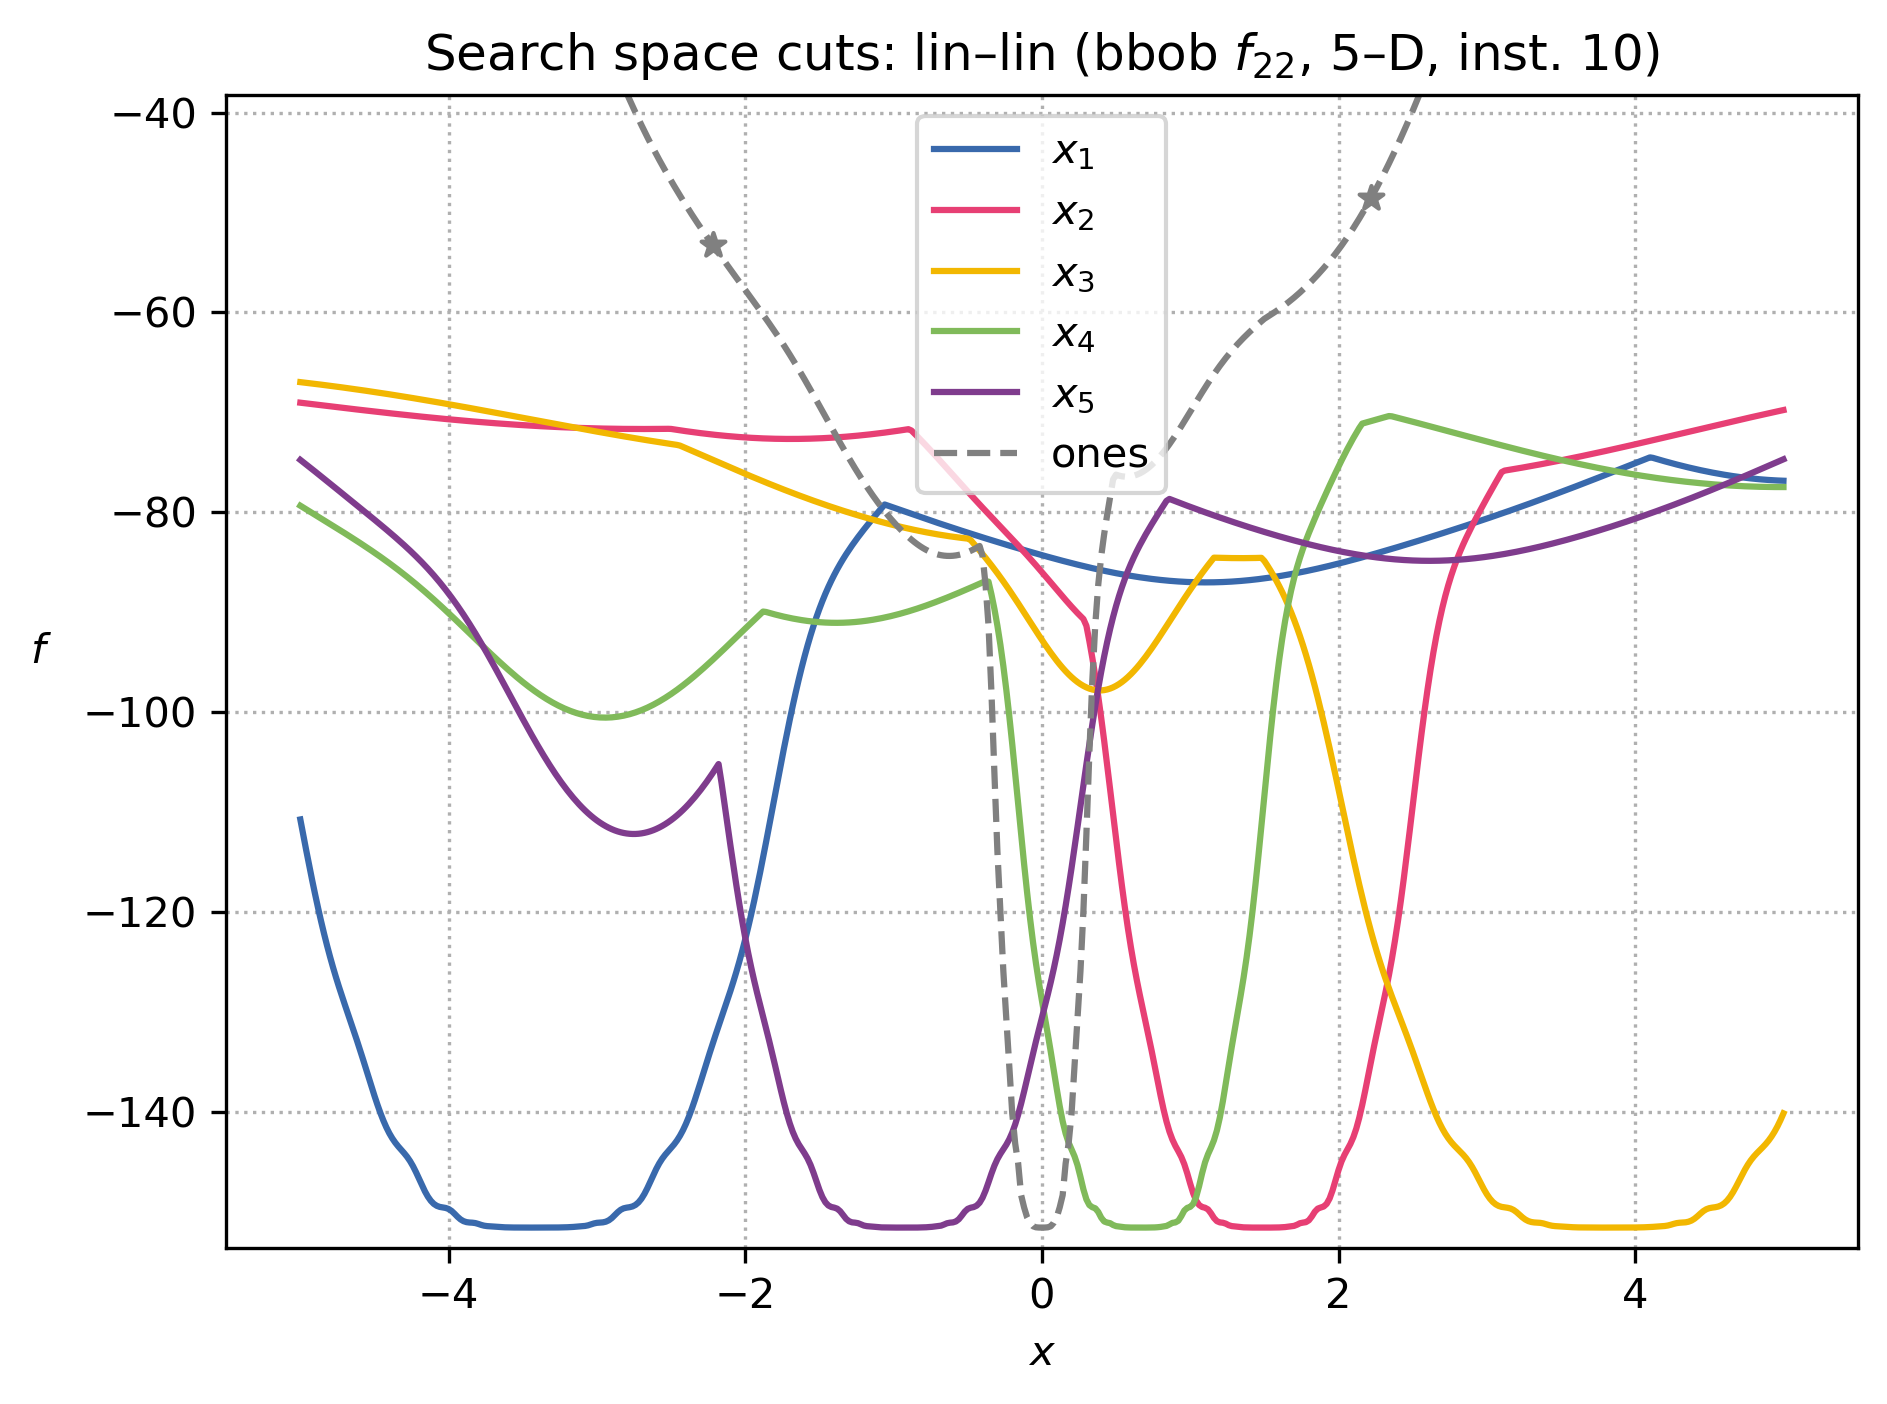 Search space cuts: lin–lin (bbob f₂₂, 5–D, inst. 10)
−40
−60
−80
−100
−120
−140
f
x₁
x₂
x₃
x₄
x₅
ones
−4 −2 0 2 4
x